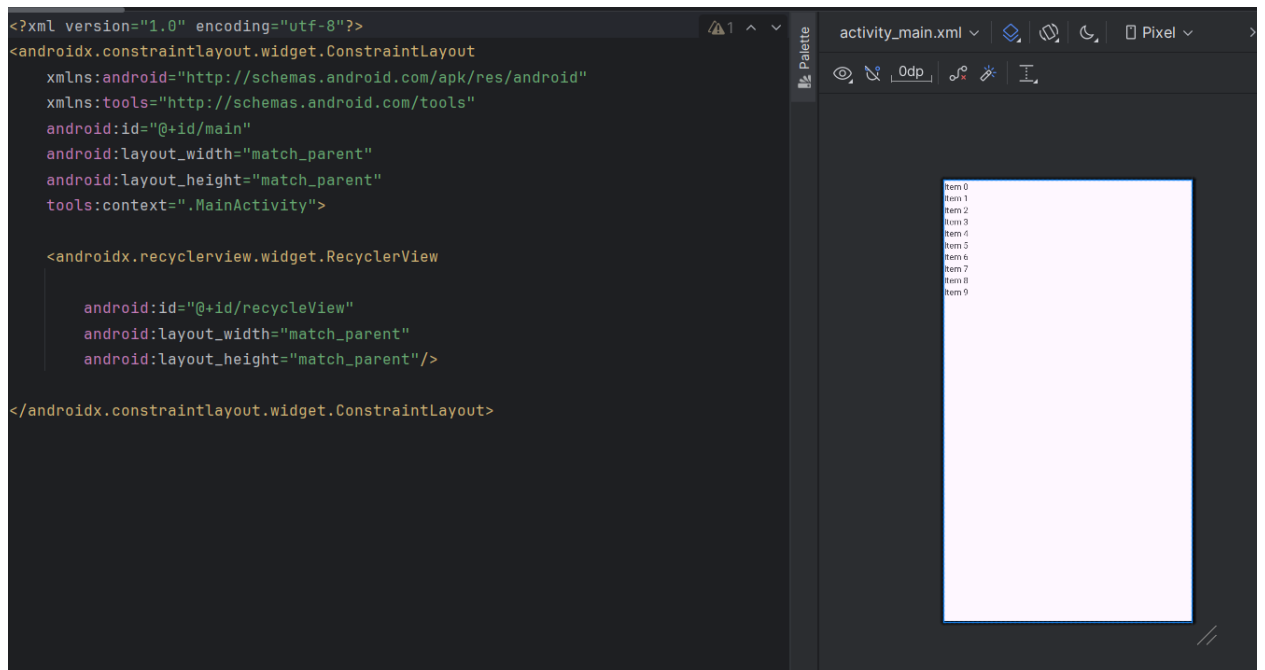 <?xml version="1.0" encoding="utf-8"?>
<androidx.constraintlayout.widget.ConstraintLayout
    xmlns:android="http://schemas.android.com/apk/res/android"
    xmlns:tools="http://schemas.android.com/tools"
    android:id="@+id/main"
    android:layout_width="match_parent"
    android:layout_height="match_parent"
    tools:context=".MainActivity">
    <androidx.recyclerview.widget.RecyclerView
        android:id="@+id/recycleView"
        android:layout_width="match_parent"
        android:layout_height="match_parent"/>
</androidx.constraintlayout.widget.ConstraintLayout>
1
Palette
activity_main.xml
Pixel
0dp
Item 0
Item 1
Item 2
Item 3
Item 4
Item 5
Item 6
Item 7
Item 8
Item 9